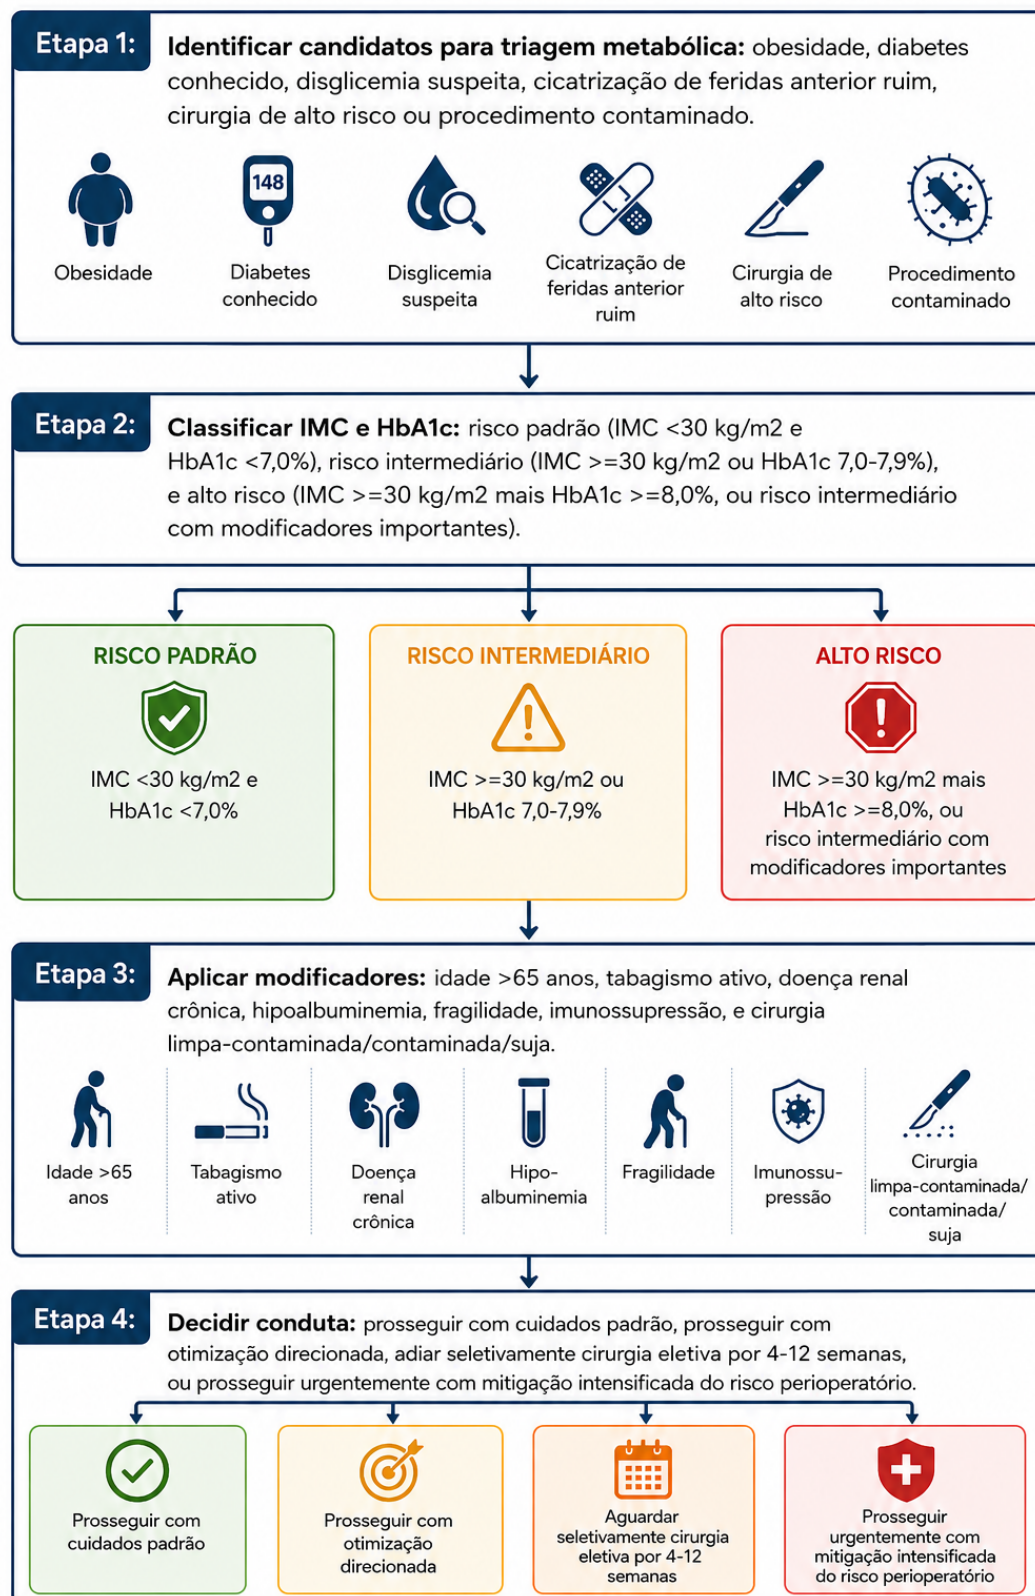 Etapa 1:
Identificar candidatos para triagem metabólica: obesidade, diabetes
conhecido, disglicemia suspeita, cicatrização de feridas anterior ruim,
cirurgia de alto risco ou procedimento contaminado.
148
Obesidade
Diabetes
conhecido
Disglicemia
suspeita
Cicatrização de
feridas anterior
ruim
Cirurgia de
alto risco
Procedimento
contaminado
Etapa 2:
Classificar IMC e HbA1c: risco padrão (IMC <30 kg/m2 e
HbA1c <7,0%), risco intermediário (IMC >=30 kg/m2 ou HbA1c 7,0-7,9%),
e alto risco (IMC >=30 kg/m2 mais HbA1c >=8,0%, ou risco intermediário
com modificadores importantes).
RISCO PADRÃO
IMC <30 kg/m2 e
HbA1c <7,0%
RISCO INTERMEDIÁRIO
IMC >=30 kg/m2 ou
HbA1c 7,0-7,9%
ALTO RISCO
IMC >=30 kg/m2 mais
HbA1c >=8,0%, ou
risco intermediário com
modificadores importantes
Etapa 3:
Aplicar modificadores: idade >65 anos, tabagismo ativo, doença renal
crônica, hipoalbuminemia, fragilidade, imunossupressão, e cirurgia
limpa-contaminada/contaminada/suja.
Idade >65
anos
Tabagismo
ativo
Doença
renal
crônica
Hipo-
albuminemia
Fragilidade
Imunossu-
pressão
Cirurgia
limpa-contaminada/
contaminada/
suja
Etapa 4:
Decidir conduta: prosseguir com cuidados padrão, prosseguir com
otimização direcionada, adiar seletivamente cirurgia eletiva por 4-12 semanas,
ou prosseguir urgentemente com mitigação intensificada do risco perioperatório.
Prosseguir com
cuidados padrão
Prosseguir com
otimização
direcionada
Aguardar
seletivamente cirurgia
eletiva por 4-12
semanas
Prosseguir
urgentemente com
mitigação intensificada
do risco perioperatório